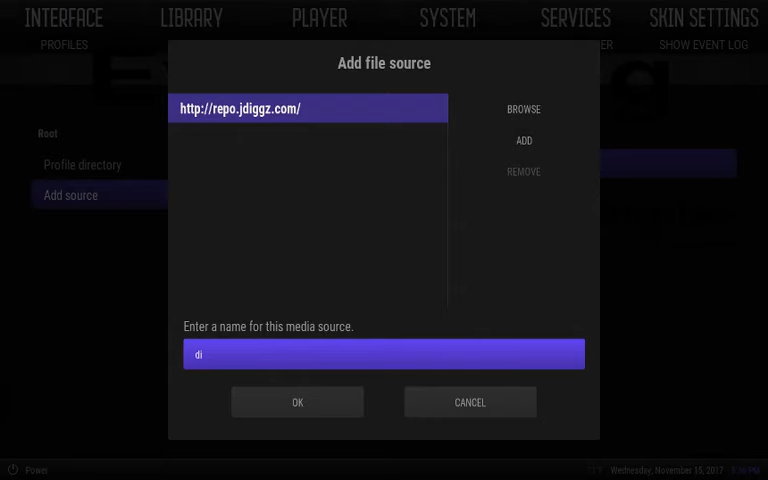 INTERFACE LIBRARY PLAYER SYSTEM SERVICES SKIN SETTINGS
PROFILES SHOW EVENT LOG
Add file source
http://repo.jdiggz.com/
BROWSE
Root
ADD
Profile directory
REMOVE
Add source
Enter a name for this media source.
di
OK CANCEL
Power Wednesday, November 15, 2017